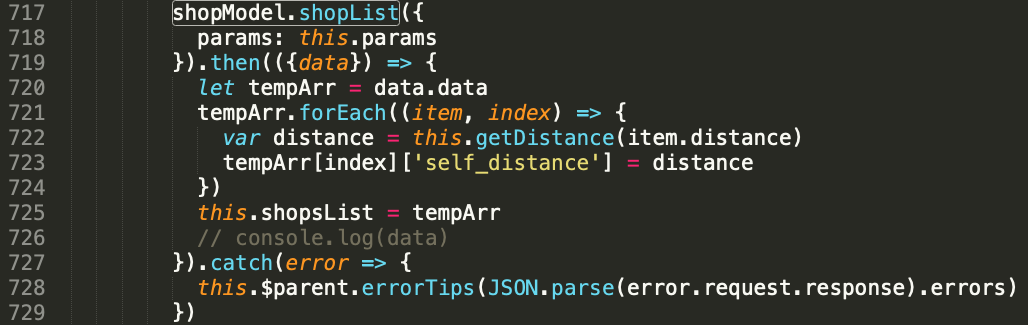 717 shopModel.shopList({
718 params: this.params
719 }).then(({data}) => {
720 let tempArr = data.data
721 tempArr.forEach((item, index) => {
722 var distance = this.getDistance(item.distance)
723 tempArr[index]['self_distance'] = distance
724 })
725 this.shopsList = tempArr
726 // console.log(data)
727 }).catch(error => {
728 this.$parent.errorTips(JSON.parse(error.request.response).errors)
729 })